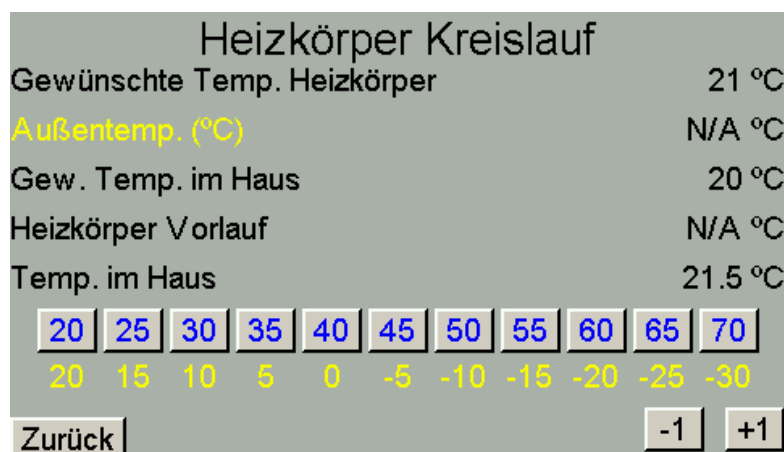 Heizkörper Kreislauf
Gewünschte Temp. Heizkörper 21 ºC
Außentemp. (ºC) N/A ºC
Gew. Temp. im Haus 20 ºC
Heizkörper Vorlauf N/A ºC
Temp. im Haus 21.5 ºC
20 25 30 35 40 45 50 55 60 65 70
20 15 10 5 0 -5 -10 -15 -20 -25 -30
Zurück -1 +1